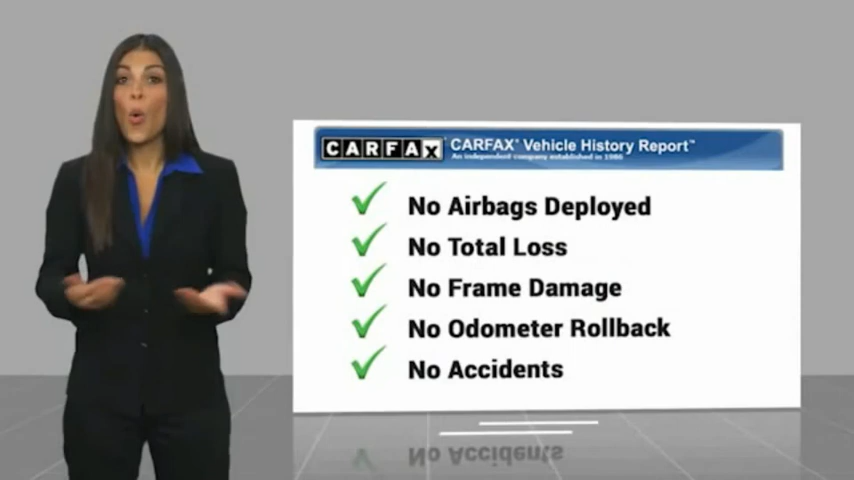 CARFAX CARFAX® Vehicle History Report™
An independent company established in 1986
No Airbags Deployed
No Total Loss
No Frame Damage
No Odometer Rollback
No Accidents
No Accidents